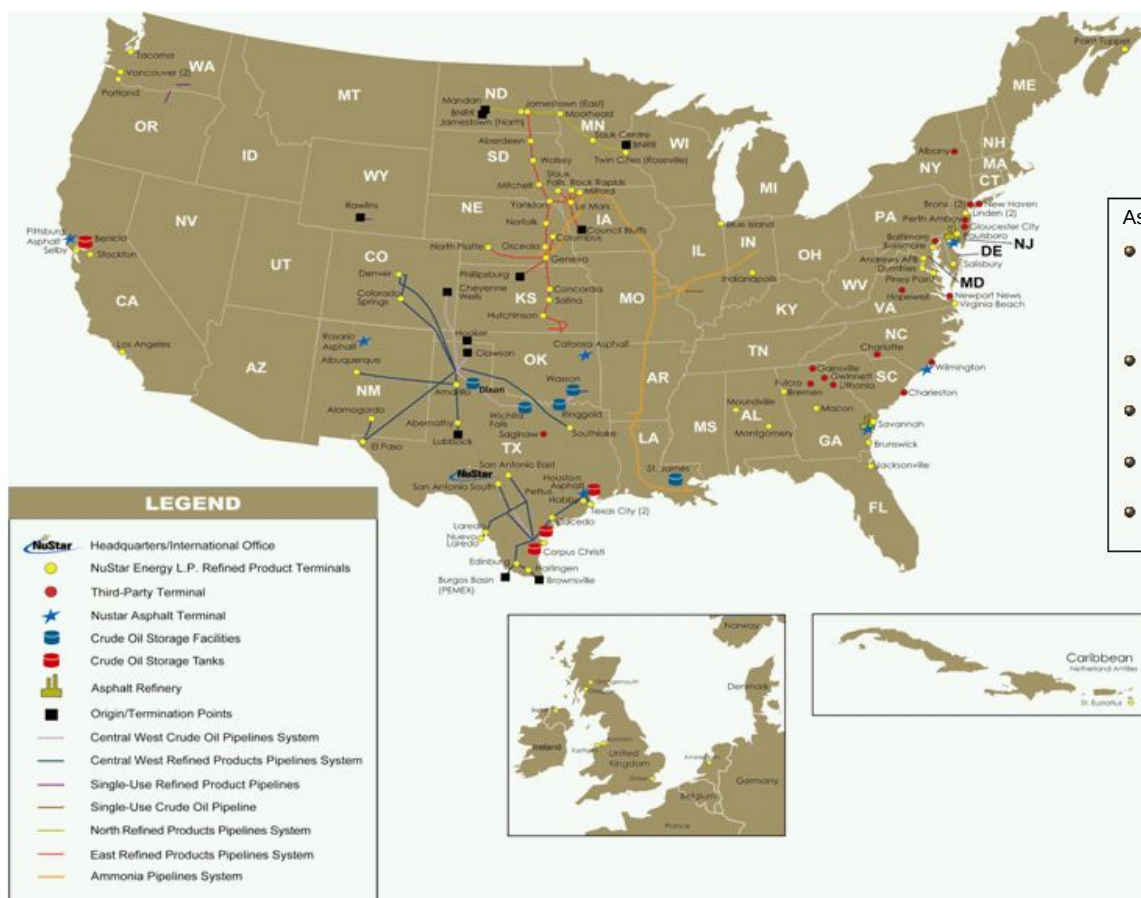 Tacoma
WA
Vancouver (2)
Portland
OR
MT
ID
WY
NV
UT
CA
AZ
CO
NM
ND
Mandan
BNRR
Jamestown (North)
Jamestown (East)
Moorhead
MN
Sauk Centre
BNRR
Twin Cities (Roseville)
WI
Aberdeen
SD
Wolsey
Sioux Falls
Rock Rapids
Mitchell
Milford
Yankton
Le Mars
NE
Norfolk
IA
Columbus
Council Bluffs
North Platte
Osceola
Geneva
Rawlins
Phillipsburg
Cheyenne Wells
Concordia
KS
Salina
Hutchinson
MO
Denver
Colorado Springs
Pittsburg Asphalt
Selby
Benicia
Stockton
Los Angeles
Rosario Asphalt
Albuquerque
Alamogordo
El Paso
Hooker
Clawson
OK
Catoosa Asphalt
Amarillo
Dixon
Wasson
Wichita Falls
Ringgold
Abernathy
Lubbock
Saginaw
Southlake
TX
NuStar
San Antonio East
San Antonio South
Pettus
Houston Asphalt
Hobby
Texas City (2)
Placedo
Laredo
Nuevo Laredo
Corpus Christi
Edinburg
Harlingen
Burgos Basin (PEMEX)
Brownsville
AR
LA
St. James
MS
AL
Moundville
Montgomery
TN
KY
IL
IN
Blue Island
Indianapolis
MI
OH
WV
VA
NC
SC
GA
FL
Charlotte
Gainsville
Gwinnett
Lithonia
Bremen
Macon
Wilmington
Charleston
Savannah
Brunswick
Jacksonville
Point Tupper
ME
NH
MA
CT
NY
Albany
PA
Bronx (2)
New Haven
Linden (2)
Perth Amboy
Gloucester City
Paulsboro
NJ
Baltimore
DE
Andrews AFB
Salisbury
Dumfries
Piney Point
MD
Hopewell
Newport News
Virginia Beach
As
LEGEND
NuStar Headquarters/International Office
NuStar Energy L.P. Refined Product Terminals
Third-Party Terminal
Nustar Asphalt Terminal
Crude Oil Storage Facilities
Crude Oil Storage Tanks
Asphalt Refinery
Origin/Termination Points
Central West Crude Oil Pipelines System
Central West Refined Products Pipelines System
Single-Use Refined Product Pipelines
Single-Use Crude Oil Pipeline
North Refined Products Pipelines System
East Refined Products Pipelines System
Ammonia Pipelines System
Norway
Denmark
Ireland
United Kingdom
Germany
Belgium
France
Caribbean
Netherland Antilles
St. Eustatius